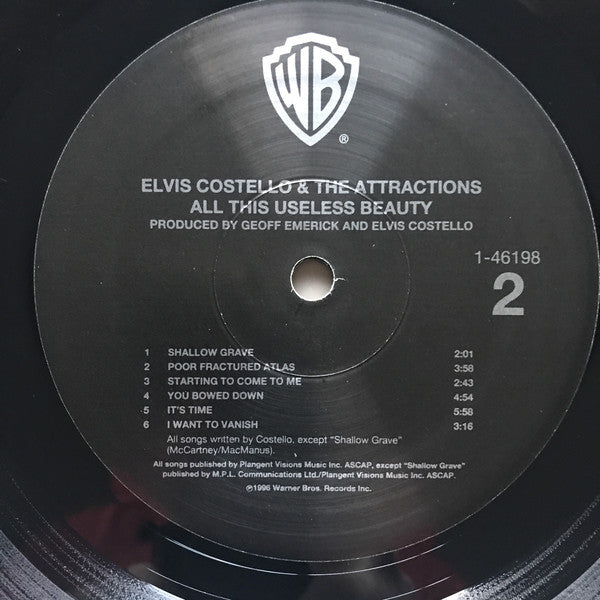 WB
®
ELVIS COSTELLO & THE ATTRACTIONS
ALL THIS USELESS BEAUTY
PRODUCED BY GEOFF EMERICK AND ELVIS COSTELLO
1-46198
2
1 SHALLOW GRAVE 2:01
2 POOR FRACTURED ATLAS 3:58
3 STARTING TO COME TO ME 2:43
4 YOU BOWED DOWN 4:54
5 IT'S TIME 5:58
6 I WANT TO VANISH 3:16
All songs written by Costello, except "Shallow Grave"
(McCartney/MacManus).
All songs published by Plangent Visions Music Inc. ASCAP, except "Shallow Grave"
published by M.P.L. Communications Ltd./Plangent Visions Music Inc. ASCAP.
℗1996 Warner Bros. Records Inc.